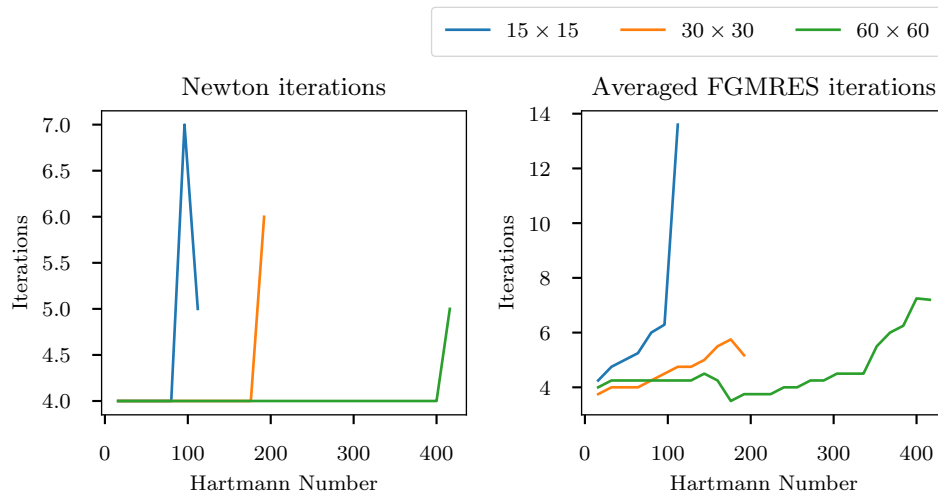 15 × 15
30 × 30
60 × 60
Newton iterations
7.0
6.5
6.0
5.5
5.0
4.5
4.0
Iterations
0
100
200
300
400
Hartmann Number
Averaged FGMRES iterations
14
12
10
8
6
4
Iterations
0
100
200
300
400
Hartmann Number